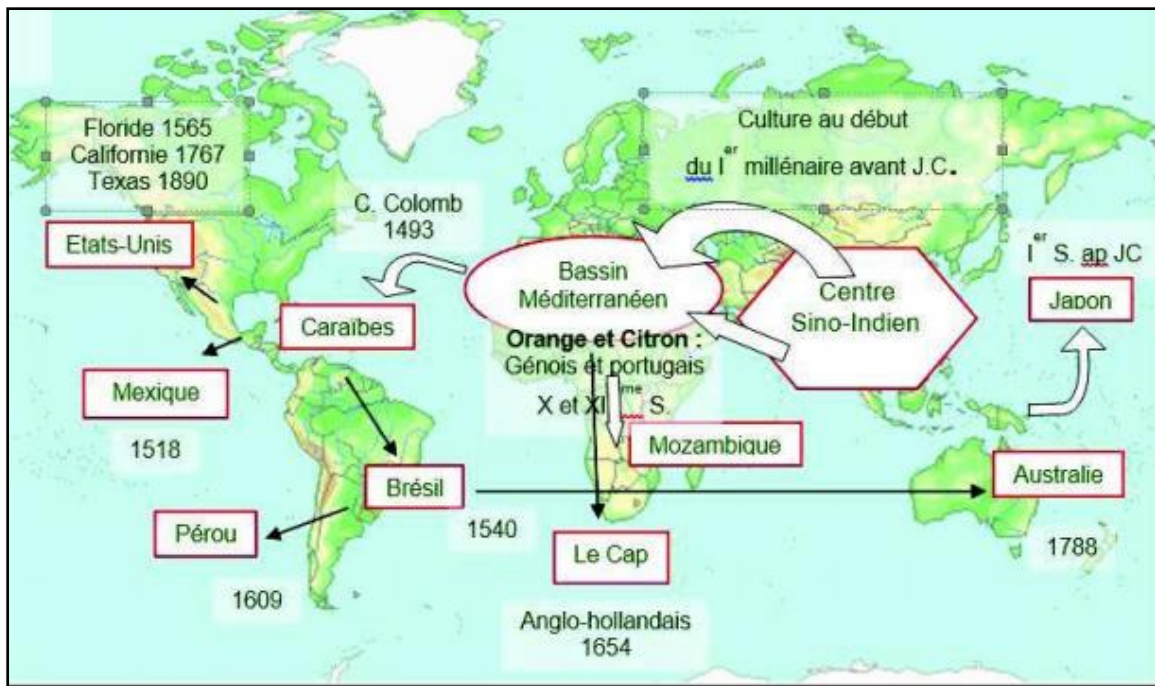 Floride 1565
Californie 1767
Texas 1890
Culture au début
du Ier millénaire avant J.C.
C. Colomb
1493
Etats-Unis
Bassin
Méditerranéen
Centre
Sino-Indien
Ier S. ap JC
Japon
Caraïbes
Orange et Citron :
Génois et portugais
X et XI S.
Mexique
1518
Mozambique
Brésil
Australie
Pérou
1540
1788
Le Cap
1609
Anglo-hollandais
1654